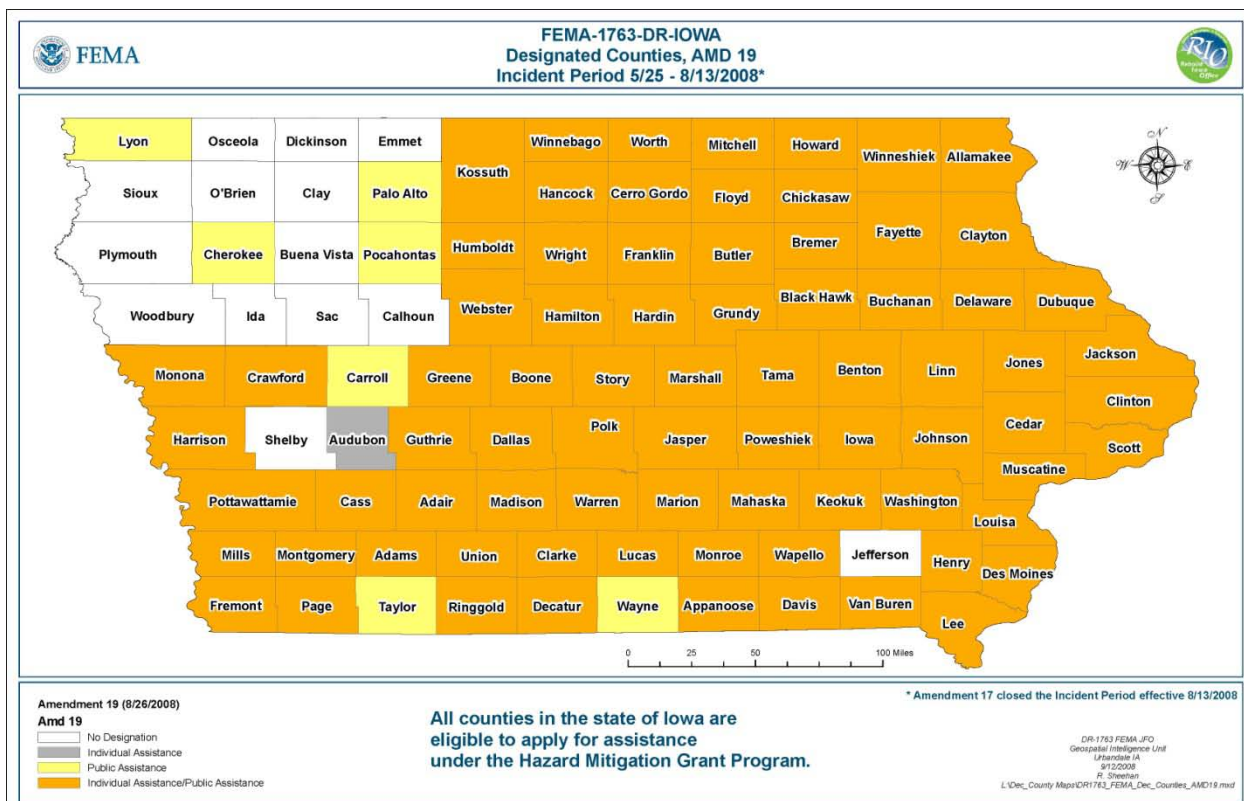 FEMA
FEMA-1763-DR-IOWA
Designated Counties, AMD 19
Incident Period 5/25 - 8/13/2008*
RIO
Rebuild
Iowa
Office
N
W E
S
Lyon Osceola Dickinson Emmet
Kossuth Winnebago Worth Mitchell Howard Winneshiek Allamakee
Sioux O'Brien Clay Palo Alto
Hancock Cerro Gordo Floyd Chickasaw
Fayette Clayton
Plymouth Cherokee Buena Vista Pocahontas Humboldt Wright Franklin Butler Bremer
Woodbury Ida Sac Calhoun Webster Hamilton Hardin Grundy Black Hawk Buchanan Delaware Dubuque
Monona Crawford Carroll Greene Boone Story Marshall Tama Benton Linn Jones Jackson
Clinton
Harrison Shelby Audubon Guthrie Dallas Polk Jasper Poweshiek Iowa Johnson Cedar Scott
Muscatine
Pottawattamie Cass Adair Madison Warren Marion Mahaska Keokuk Washington
Louisa
Mills Montgomery Adams Union Clarke Lucas Monroe Wapello Jefferson Henry Des Moines
Fremont Page Taylor Ringgold Decatur Wayne Appanoose Davis Van Buren Lee
0 25 50 100 Miles
Amendment 19 (8/26/2008)
Amd 19
No Designation
Individual Assistance
Public Assistance
Individual Assistance/Public Assistance
All counties in the state of Iowa are
eligible to apply for assistance
under the Hazard Mitigation Grant Program.
* Amendment 17 closed the Incident Period effective 8/13/2008
DR-1763 FEMA JFO
Geospatial Intelligence Unit
Urbandale IA
9/12/2008
R. Sheehan
L:\Dec_County Maps\DR1763_FEMA_Dec_Counties_AMD19.mxd